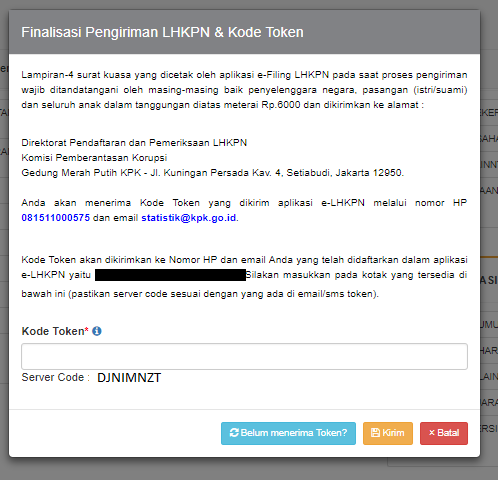 Finalisasi Pengiriman LHKPN & Kode Token
Lampiran-4 surat kuasa yang dicetak oleh aplikasi e-Filing LHKPN pada saat proses pengiriman
wajib ditandatangani oleh masing-masing baik penyelenggara negara, pasangan (istri/suami)
dan seluruh anak dalam tanggungan diatas meterai Rp.6000 dan dikirimkan ke alamat :
Direktorat Pendaftaran dan Pemeriksaan LHKPN
Komisi Pemberantasan Korupsi
Gedung Merah Putih KPK - Jl. Kuningan Persada Kav. 4, Setiabudi, Jakarta 12950.
Anda akan menerima Kode Token yang dikirim aplikasi e-LHKPN melalui nomor HP
081511000575 dan email statistik@kpk.go.id.
Kode Token akan dikirimkan ke Nomor HP dan email Anda yang telah didaftarkan dalam aplikasi
e-LHKPN yaitu Silakan masukkan pada kotak yang tersedia di
bawah ini (pastikan server code sesuai dengan yang ada di email/sms token).
Kode Token*
Server Code : DJNIMNZT
Belum menerima Token? Kirim × Batal